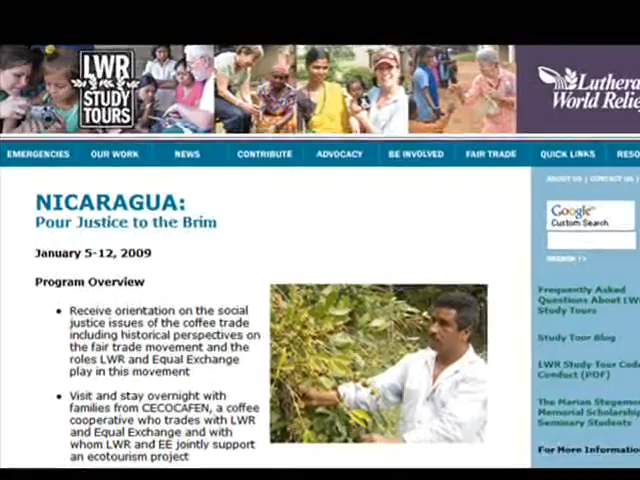 LWR
STUDY
TOURS
Lutheran
World Relie
EMERGENCIES OUR WORK NEWS CONTRIBUTE ADVOCACY BE INVOLVED FAIR TRADE QUICK LINKS RESO
ABOUT US | CONTACT US |
Google
Custom Search
SEARCH >>
NICARAGUA:
Pour Justice to the Brim
January 5-12, 2009
Program Overview
• Receive orientation on the social
justice issues of the coffee trade
including historical perspectives on
the fair trade movement and the
roles LWR and Equal Exchange
play in this movement
• Visit and stay overnight with
families from CECOCAFEN, a coffee
cooperative who trades with LWR
and Equal Exchange and with
whom LWR and EE jointly support
an ecotourism project
Frequently Asked
Questions About LW
Study Tours
Study Tour Blog
LWR Study Tour Code
Conduct (PDF)
The Marian Stegemo
Memorial Scholarship
Seminary Students
For More Informatio